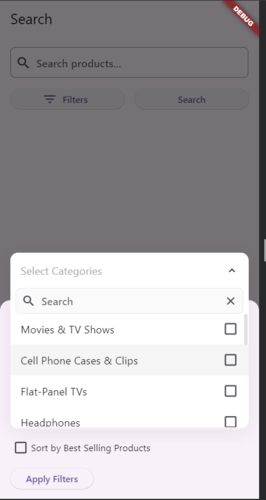 Search
DEBUG
Search products...
Filters
Search
Select Categories
Search
Movies & TV Shows
Cell Phone Cases & Clips
Flat-Panel TVs
Headphones
Sort by Best Selling Products
Apply Filters